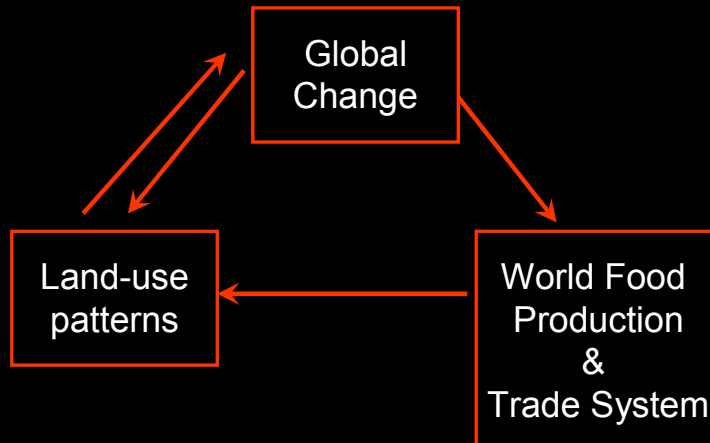 Global
Change
Land-use
patterns
World Food
Production
&
Trade System